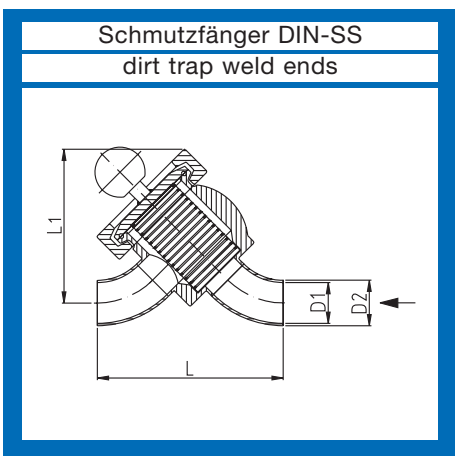 Schmutzfänger DIN-SS
dirt trap weld ends
L1
D1
D2
L